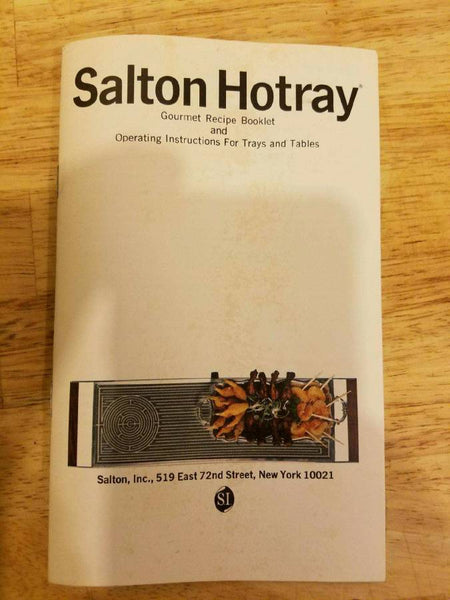 Salton Hotray®
Gourmet Recipe Booklet
and
Operating Instructions For Trays and Tables
Salton, Inc., 519 East 72nd Street, New York 10021
SI